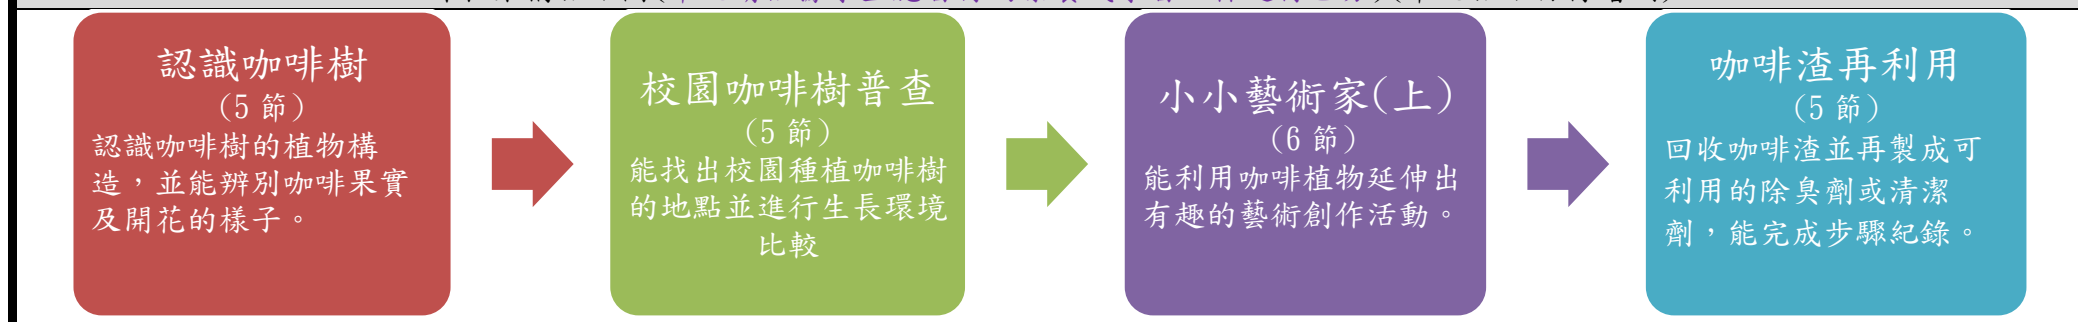 認識咖啡樹
(5 節)
認識咖啡樹的植物構
造，並能辨別咖啡果實
及開花的樣子。
校園咖啡樹普查
(5 節)
能找出校園種植咖啡樹
的地點並進行生長環境
比較
小小藝術家(上)
(6 節)
能利用咖啡植物延伸出
有趣的藝術創作活動。
咖啡渣再利用
(5 節)
回收咖啡渣並再製成可
利用的除臭劑或清潔
劑，能完成步驟紀錄。